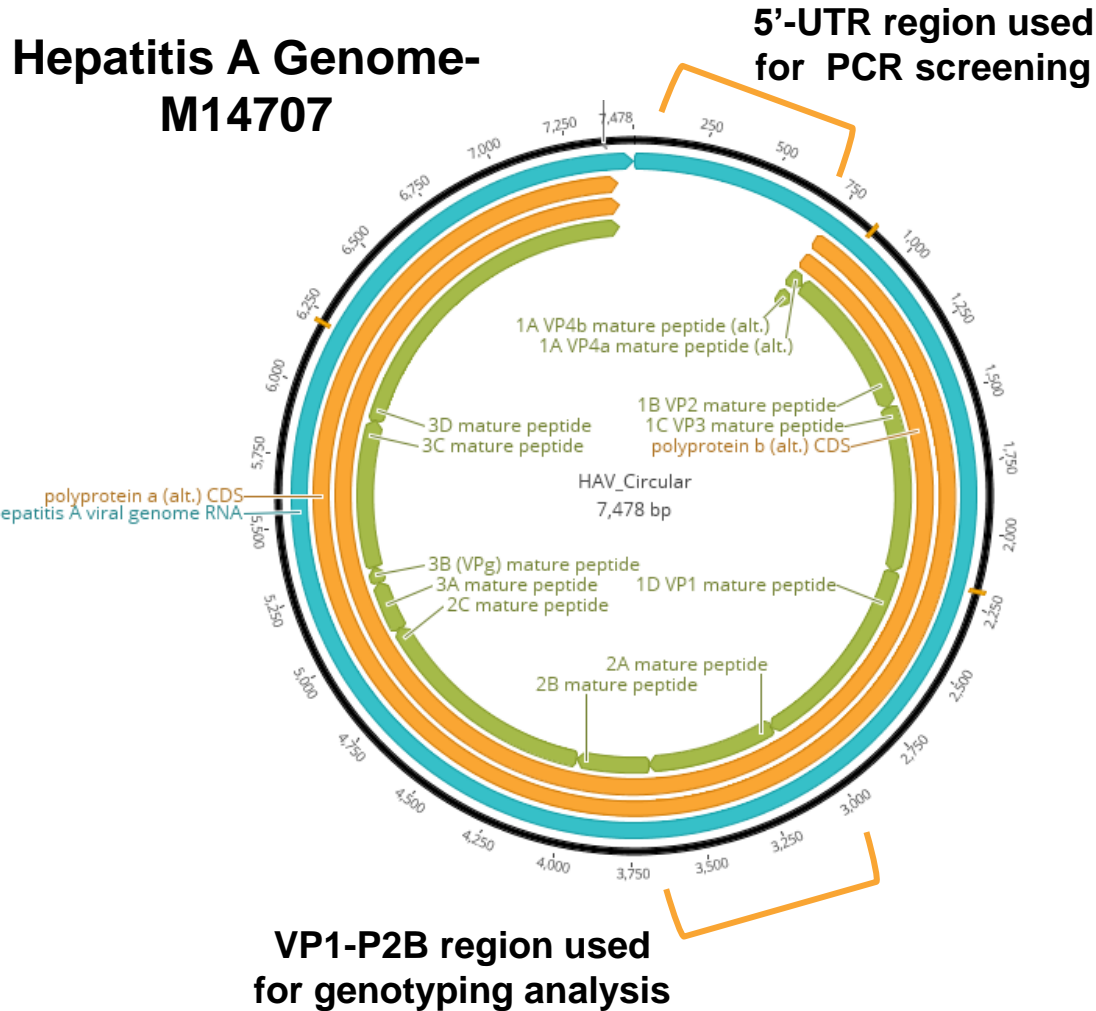 Hepatitis A Genome-
M14707
5’-UTR region used
for PCR screening
7,478
250
500
750
1,000
1,250
1,500
1,750
2,000
2,250
2,500
2,750
3,000
3,250
3,500
3,750
4,000
4,250
4,500
4,750
5,000
5,250
5,500
5,750
6,000
6,250
6,500
6,750
7,000
7,250
1A VP4b mature peptide (alt.)
1A VP4a mature peptide (alt.)
1B VP2 mature peptide
1C VP3 mature peptide
polyprotein b (alt.) CDS
3D mature peptide
3C mature peptide
HAV_Circular
7,478 bp
polyprotein a (alt.) CDS
epatitis A viral genome RNA
3B (VPg) mature peptide
3A mature peptide
2C mature peptide
1D VP1 mature peptide
2A mature peptide
2B mature peptide
VP1-P2B region used
for genotyping analysis